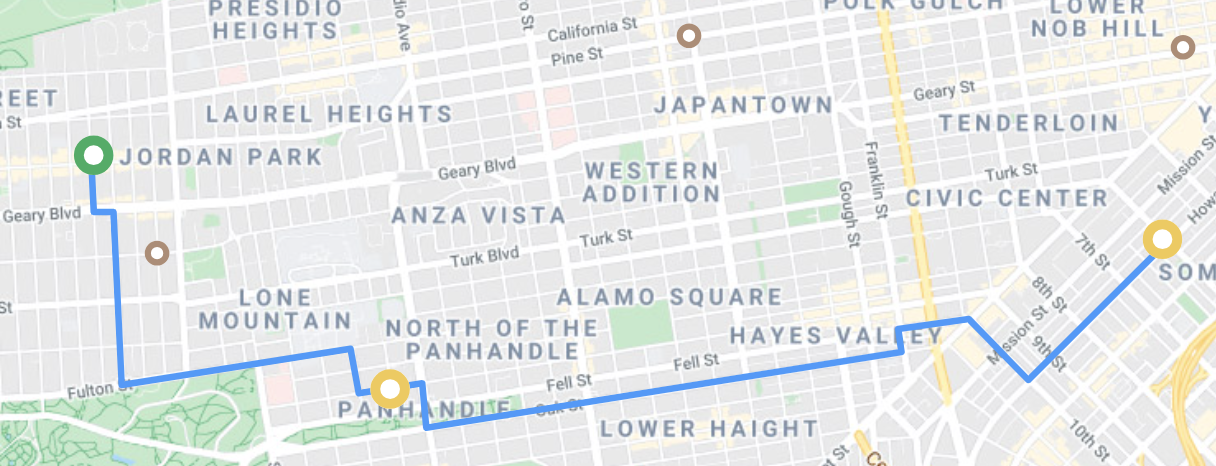 PRESIDIO
HEIGHTS
California St
Pine St
POLK GULCH
LOWER
NOB HILL
LAUREL HEIGHTS
JAPANTOWN
Geary St
TENDERLOIN
JORDAN PARK
Geary Blvd
WESTERN
ADDITION
Franklin St
Turk St
Mission St
Geary Blvd
ANZA VISTA
Gough St
CIVIC CENTER
Turk Blvd
Turk St
7th St
LONE
MOUNTAIN
ALAMO SQUARE
8th St
NORTH OF THE
PANHANDLE
HAYES VALLEY
Mission St
9th St
Fulton St
Fell St
Fell St
PANHANDLE
Oak St
LOWER HAIGHT
10th St